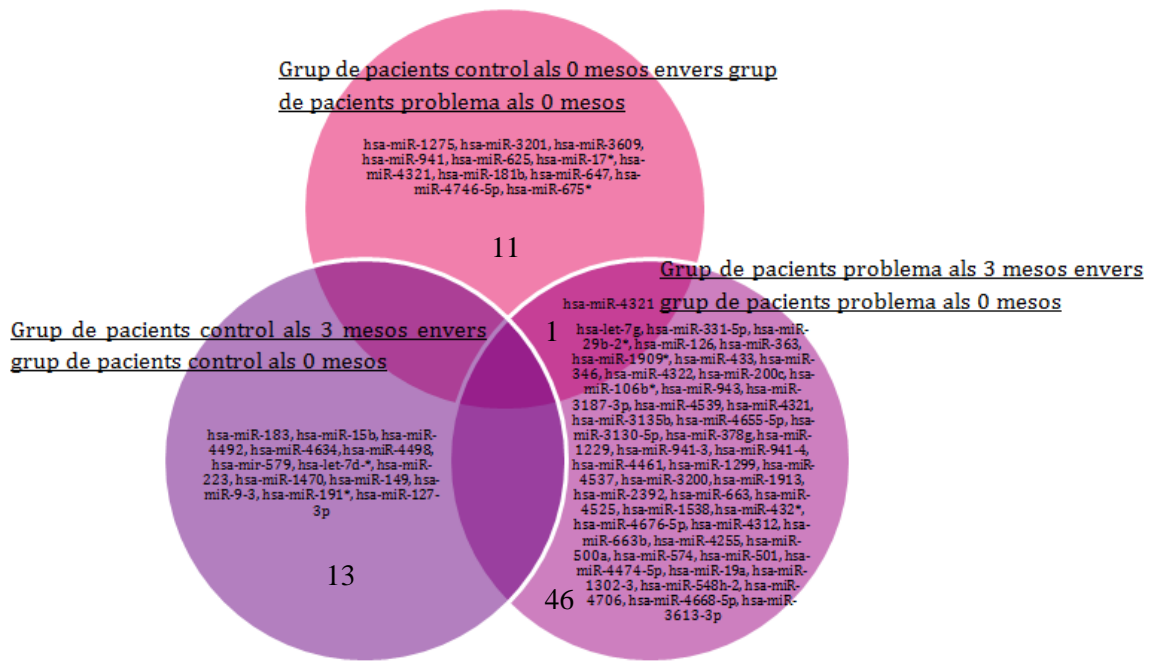 Grup de pacients control als 0 mesos envers grup
de pacients problema als 0 mesos
hsa-miR-1275, hsa-miR-3201, hsa-miR-3609,
hsa-miR-941, hsa-miR-625, hsa-miR-17*, hsa-
miR-4321, hsa-miR-181b, hsa-miR-647, hsa-
miR-4746-5p, hsa-miR-675*
11
Grup de pacients problema als 3 mesos envers
grup de pacients problema als 0 mesos
hsa-miR-4321
1
hsa-let-7g, hsa-miR-331-5p, hsa-miR-
29b-2*, hsa-miR-126, hsa-miR-363,
hsa-miR-1909*, hsa-miR-433, hsa-miR-
346, hsa-miR-4322, hsa-miR-200c, hsa-
miR-106b*, hsa-miR-943, hsa-miR-
3187-3p, hsa-miR-4539, hsa-miR-4321,
hsa-miR-3135b, hsa-miR-4655-5p, hsa-
miR-3130-5p, hsa-miR-378g, hsa-miR-
1229, hsa-miR-941-3, hsa-miR-941-4,
hsa-miR-4461, hsa-miR-1299, hsa-miR-
4537, hsa-miR-3200, hsa-miR-1913,
hsa-miR-2392, hsa-miR-663, hsa-miR-
4525, hsa-miR-1538, hsa-miR-432*,
hsa-miR-4676-5p, hsa-miR-4312, hsa-
miR-663b, hsa-miR-4255, hsa-miR-
500a, hsa-miR-574, hsa-miR-501, hsa-
miR-4474-5p, hsa-miR-19a, hsa-miR-
1302-3, hsa-miR-548h-2, hsa-miR-
4706, hsa-miR-4668-5p, hsa-miR-
3613-3p
46
Grup de pacients control als 3 mesos envers
grup de pacients control als 0 mesos
hsa-miR-183, hsa-miR-15b, hsa-miR-
4492, hsa-miR-4634, hsa-miR-4498,
hsa-mir-579, hsa-let-7d-*, hsa-miR-
223, hsa-miR-1470, hsa-miR-149, hsa-
miR-9-3, hsa-miR-191*, hsa-miR-127-
3p
13